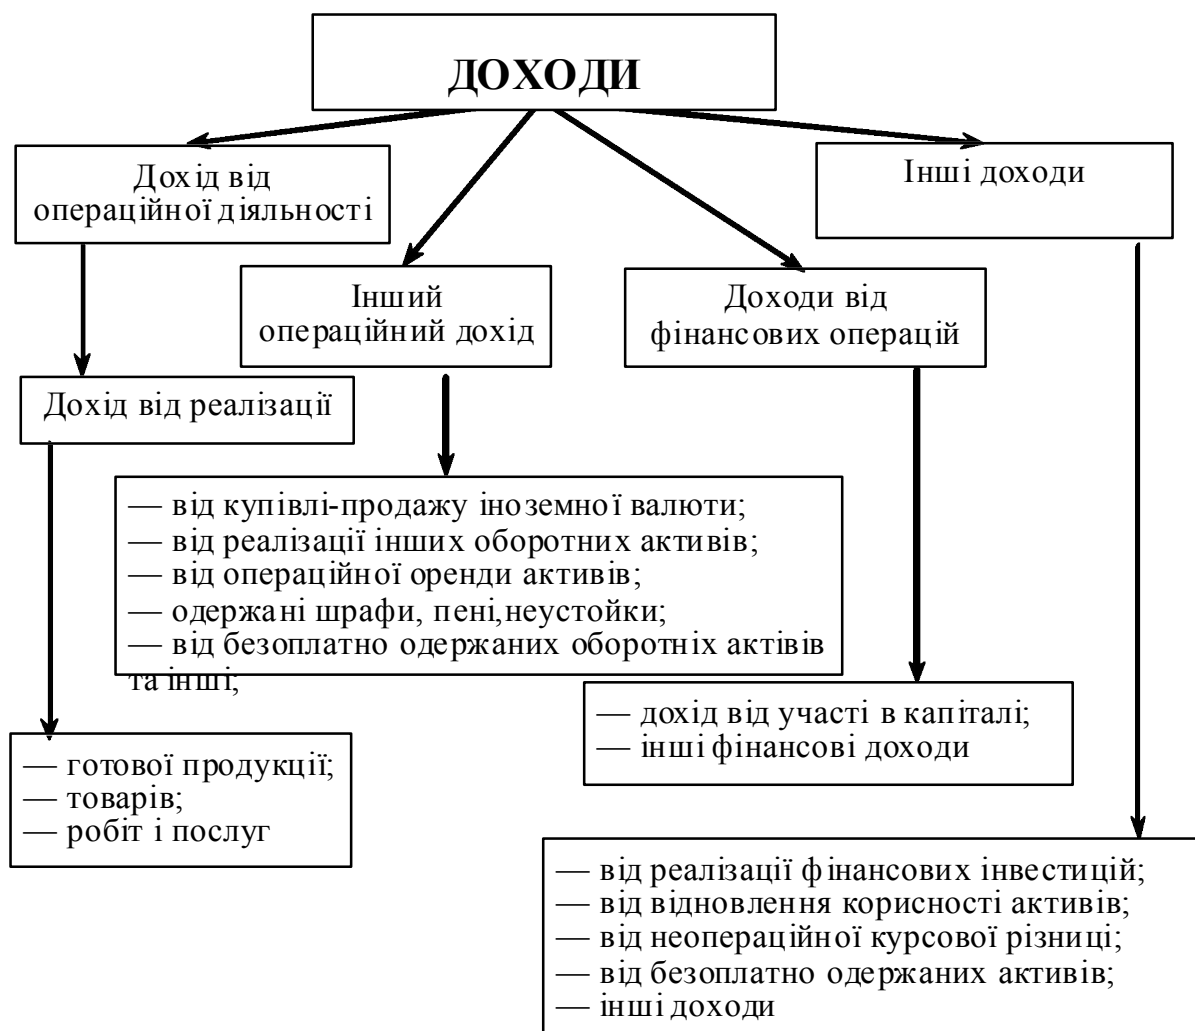 ДОХОДИ
Дохід від
операційної діяльності
Інші доходи
Інший
операційний дохід
Доходи від
фінансових операцій
Дохід від реалізації
— від купівлі-продажу іноземної валюти;
— від реалізації інших оборотних активів;
— від операційної оренди активів;
— одержані шрафи, пені,неустойки;
— від безоплатно одержаних оборотніх актівів
та інші;
— дохід від участі в капіталі;
— інші фінансові доходи
— готової продукції;
— товарів;
— робіт і послуг
— від реалізації фінансових інвестицій;
— від відновлення корисності активів;
— від неопераційної курсової різниці;
— від безоплатно одержаних активів;
— інші доходи